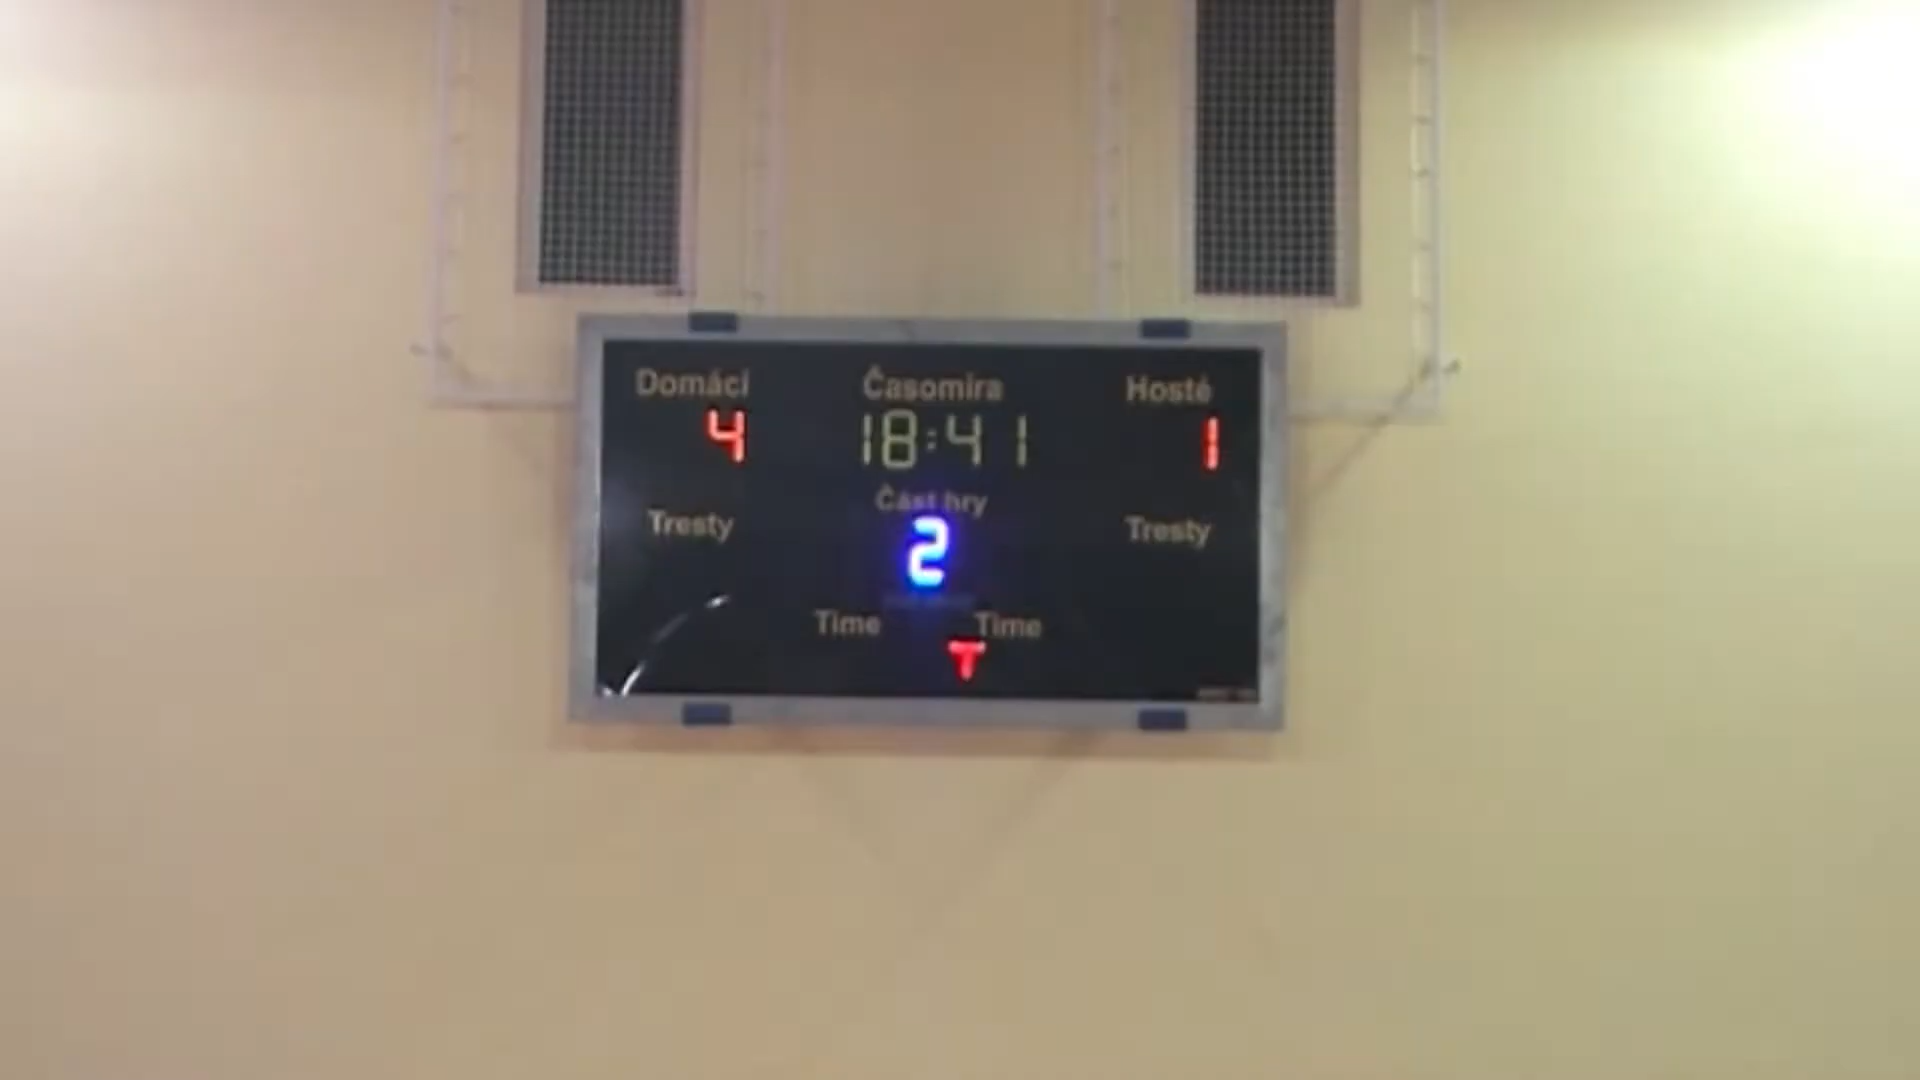 Domácí Časomíra Hosté
4 18:41 1
Část hry
Tresty 2 Tresty
Time Time
T